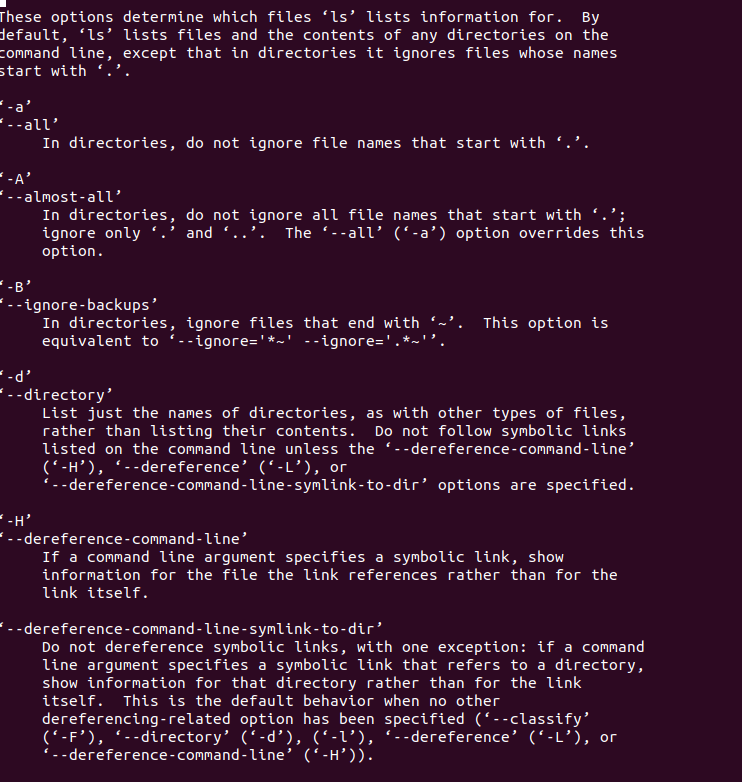 These options determine which files ‘ls’ lists information for.  By
default, ‘ls’ lists files and the contents of any directories on the
command line, except that in directories it ignores files whose names
start with ‘.’.
‘-a’
‘--all’
In directories, do not ignore file names that start with ‘.’.
‘-A’
‘--almost-all’
In directories, do not ignore all file names that start with ‘.’;
ignore only ‘.’ and ‘..’.  The ‘--all’ (‘-a’) option overrides this
option.
‘-B’
‘--ignore-backups’
In directories, ignore files that end with ‘~’.  This option is
equivalent to ‘--ignore='*~' --ignore='.*~'’.
‘-d’
‘--directory’
List just the names of directories, as with other types of files,
rather than listing their contents.  Do not follow symbolic links
listed on the command line unless the ‘--dereference-command-line’
(‘-H’), ‘--dereference’ (‘-L’), or
‘--dereference-command-line-symlink-to-dir’ options are specified.
‘-H’
‘--dereference-command-line’
If a command line argument specifies a symbolic link, show
information for the file the link references rather than for the
link itself.
‘--dereference-command-line-symlink-to-dir’
Do not dereference symbolic links, with one exception: if a command
line argument specifies a symbolic link that refers to a directory,
show information for that directory rather than for the link
itself.  This is the default behavior when no other
dereferencing-related option has been specified (‘--classify’
(‘-F’), ‘--directory’ (‘-d’), (‘-l’), ‘--dereference’ (‘-L’), or
‘--dereference-command-line’ (‘-H’)).